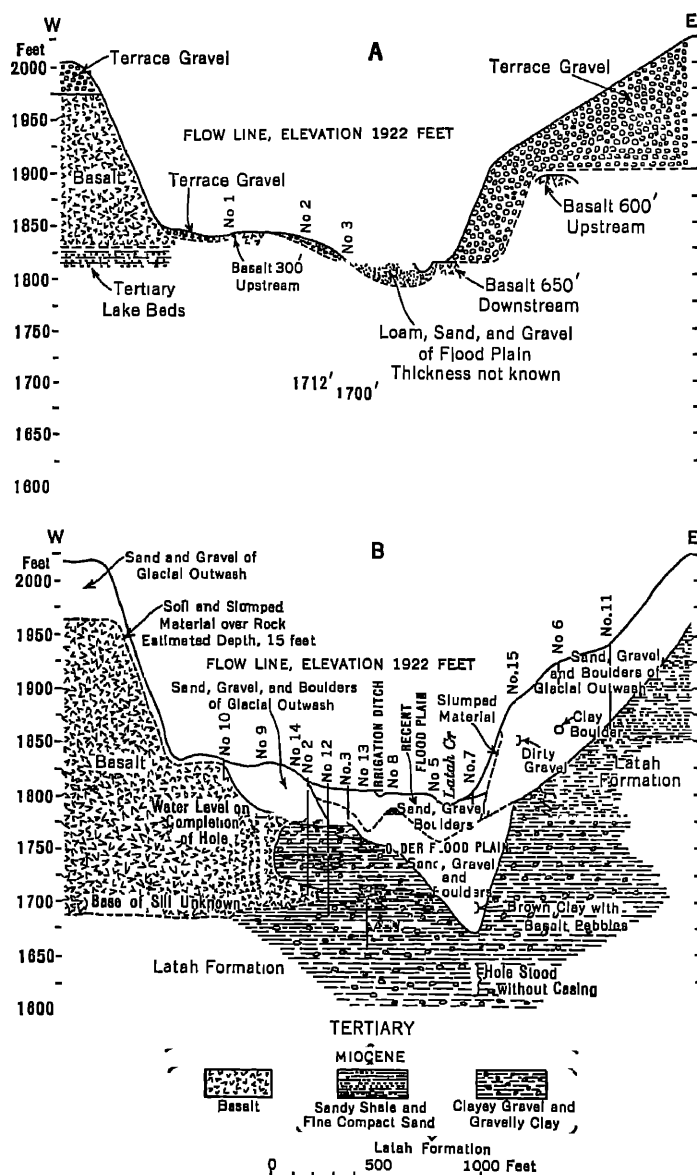 W
E
Feet
A
Terrace Gravel
Terrace Gravel
2000
1950
1900
1850
1800
1750
1700
1650
1600
FLOW LINE, ELEVATION 1922 FEET
Basalt
Terrace Gravel
No 1
No 2
No 3
Basalt 300'
Upstream
Basalt 600'
Upstream
Basalt 650'
Downstream
Tertiary
Lake Beds
Loam, Sand, and Gravel
of Flood Plain
Thickness not known
1712'
1700'
W
B
E
Feet
2000
1950
1900
1850
1800
1750
1700
1650
1600
Sand and Gravel of
Glacial Outwash
Soil and Slumped
Material over Rock
Estimated Depth, 15 feet
FLOW LINE, ELEVATION 1922 FEET
Sand, Gravel, and Boulders
of Glacial Outwash
No 10
No 9
No 14
No 2
No 12
No.3
No 13
IRRIGATION DITCH
No 8
RECENT
FLOOD PLAIN
No 5
Latah Cr
No.7
Slumped
Material
No.15
No 6
No.11
Sand, Gravel
and Boulders of
Glacial Outwash
Clay
Boulder
Dirty
Gravel
Latah
Formation
Basalt
Water Level on
Completion
of Hole
Sand, Gravel
Boulders
O DER FLOOD PLAIN
Sand, Gravel
and
Boulders
Base of Sill Unknown
Brown Clay with
Basalt Pebbles
Latah Formation
Hole Stood
without Casing
TERTIARY
MIOCENE
Basalt
Sandy Shale and
Fine Compact Sand
Clayey Gravel and
Gravelly Clay
Latah Formation
0 500 1000 Feet